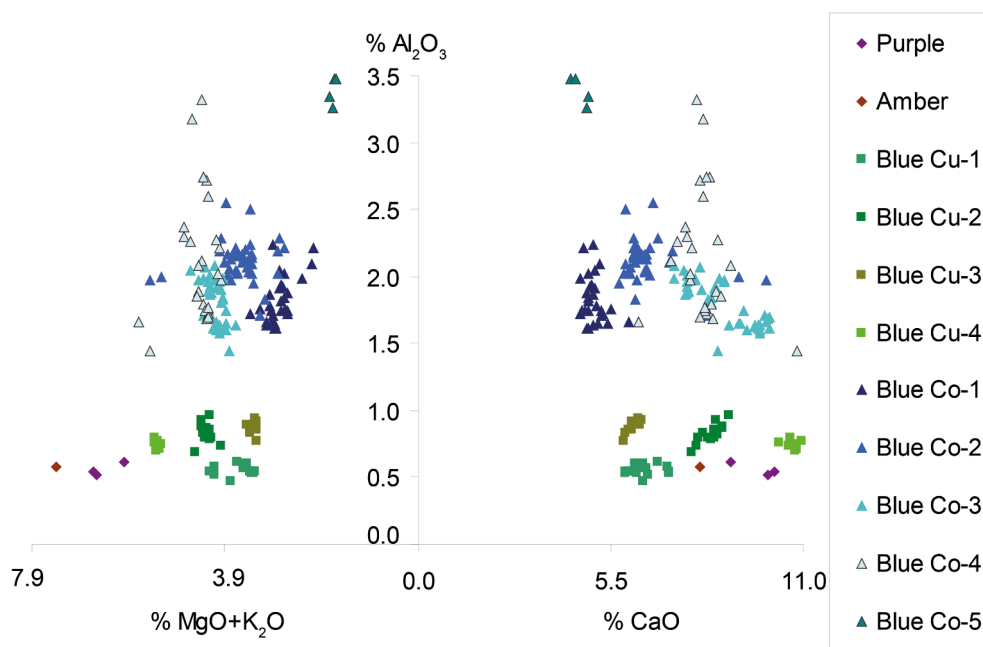 % Al₂O₃
3.5
3.0
2.5
2.0
1.5
1.0
0.5
0.0
7.9 3.9 0.0 5.5 11.0
% MgO+K₂O % CaO
Purple
Amber
Blue Cu-1
Blue Cu-2
Blue Cu-3
Blue Cu-4
Blue Co-1
Blue Co-2
Blue Co-3
Blue Co-4
Blue Co-5